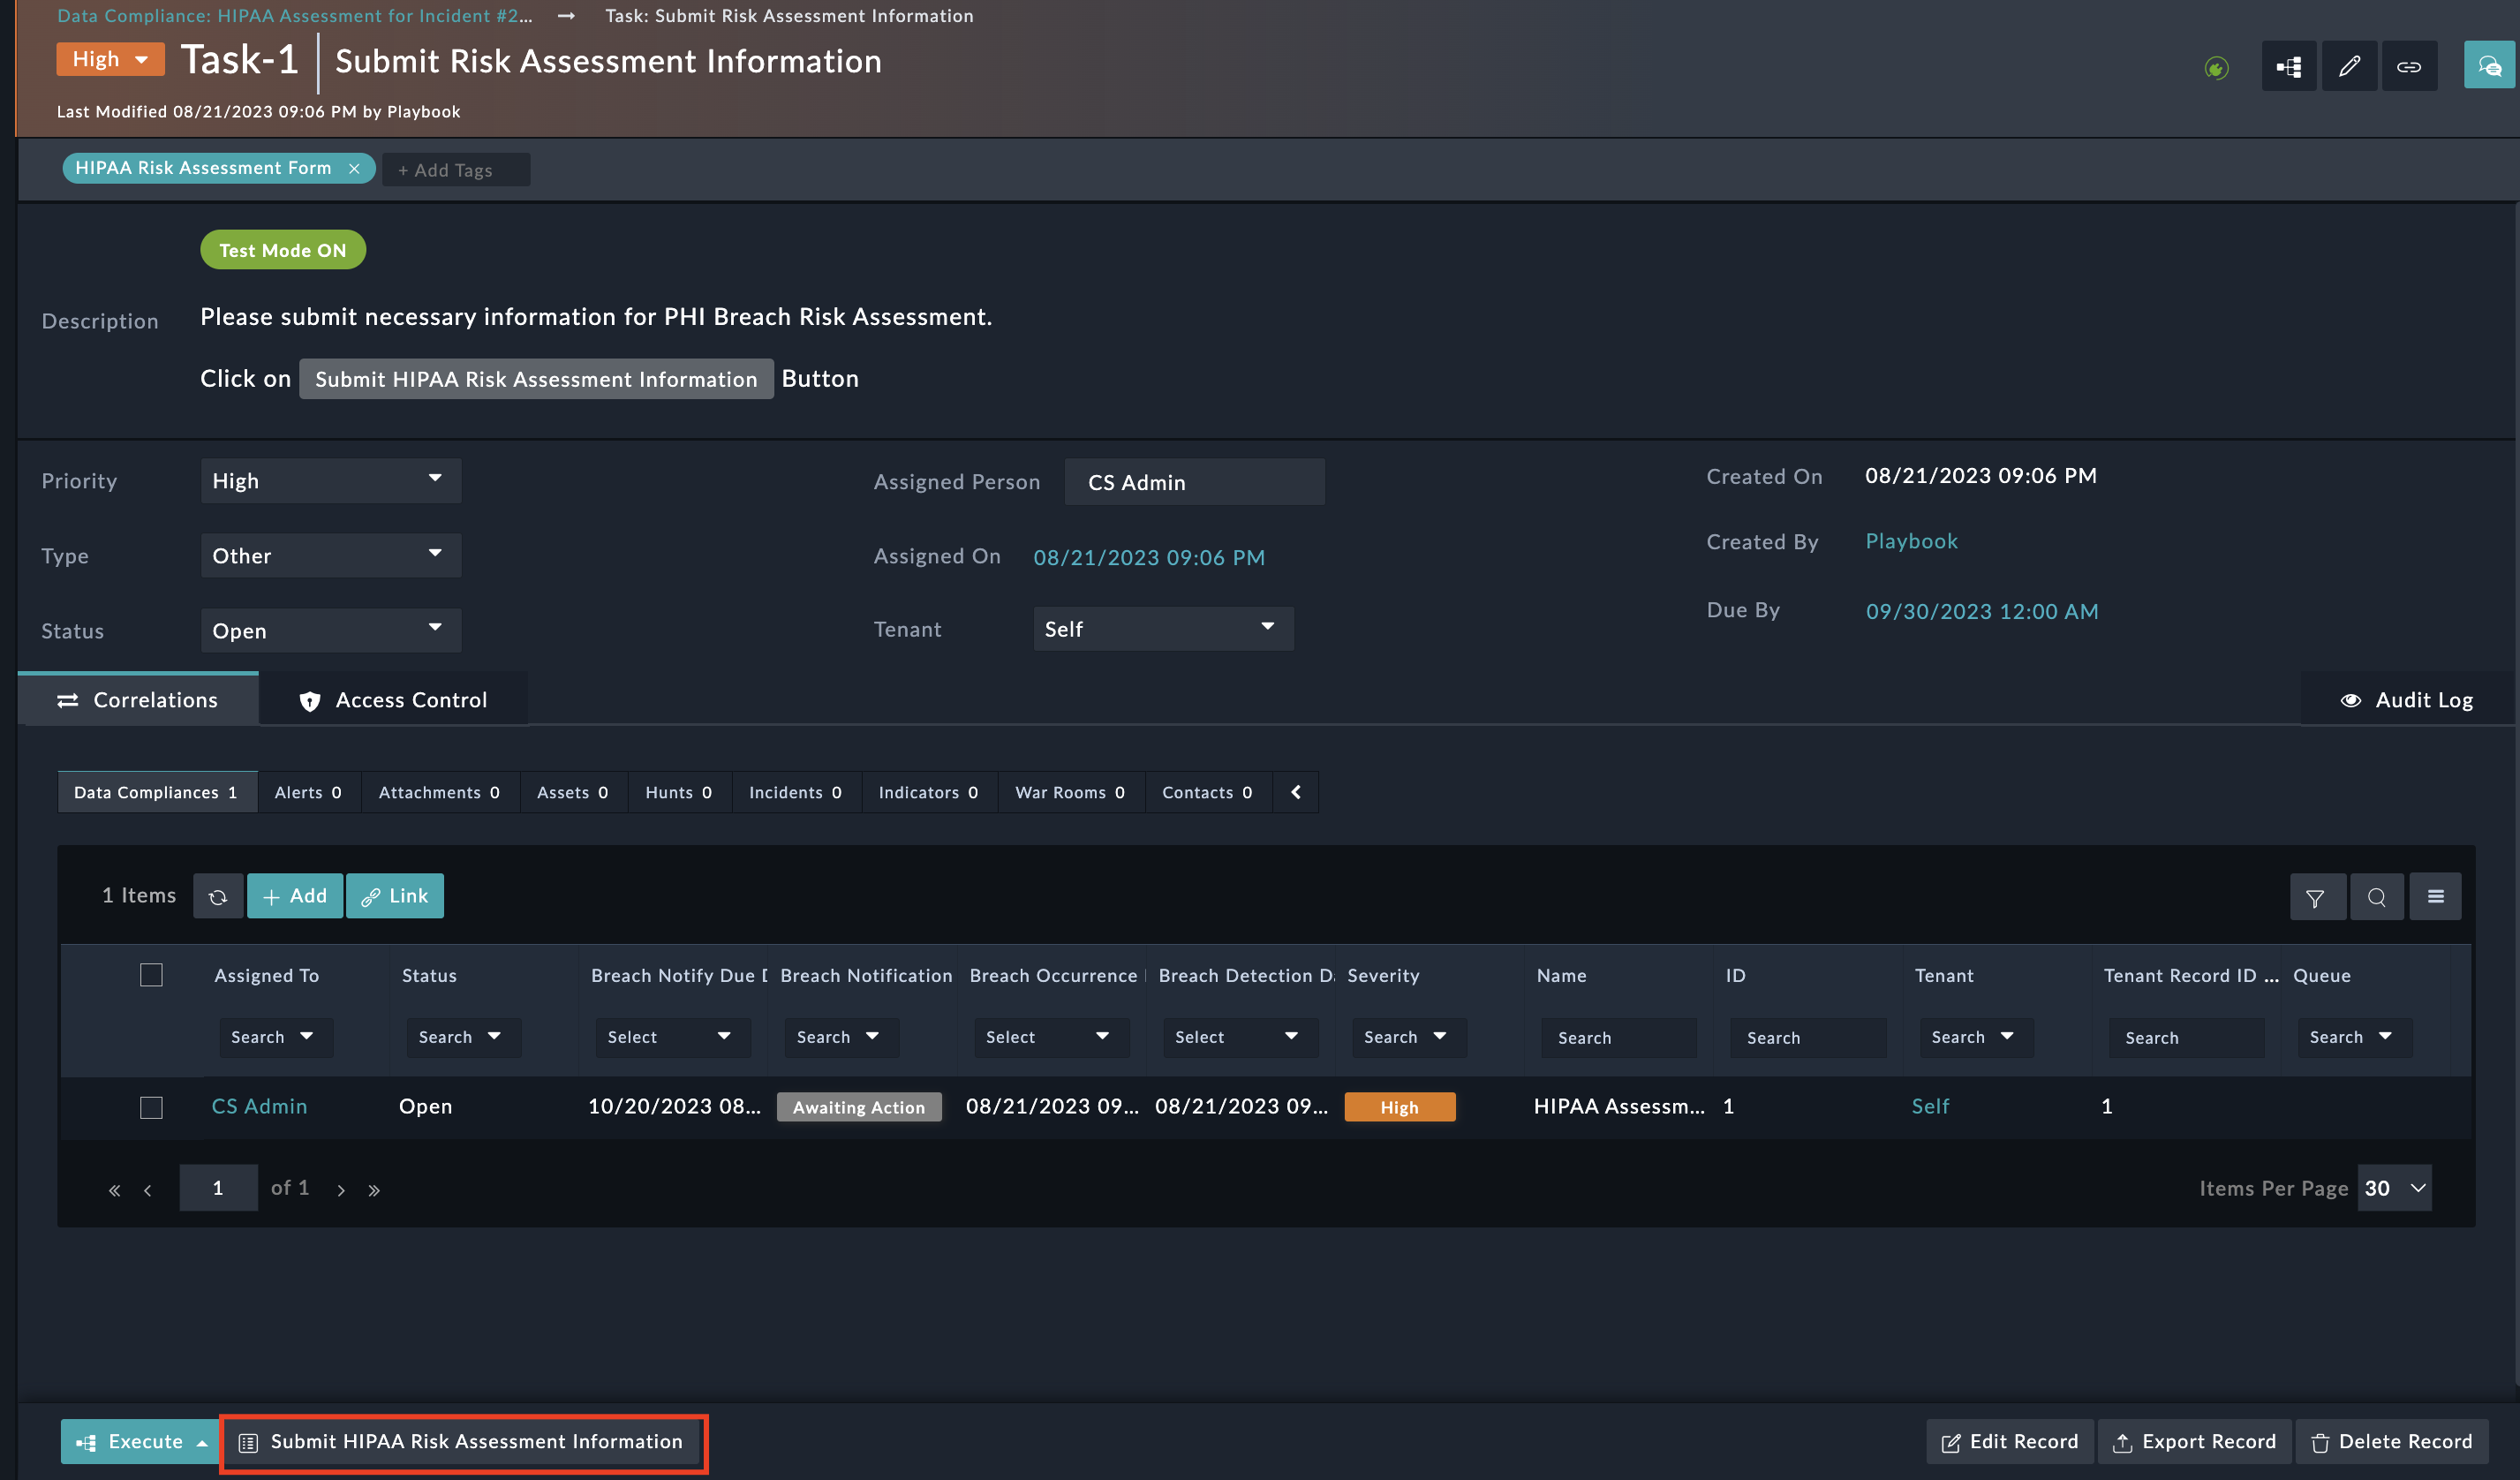 Data Compliance: HIPAA Assessment for Incident #2... → Task: Submit Risk Assessment Information
High Task-1 Submit Risk Assessment Information
Last Modified 08/21/2023 09:06 PM by Playbook
HIPAA Risk Assessment Form × + Add Tags
Test Mode ON
Description Please submit necessary information for PHI Breach Risk Assessment.
Click on Submit HIPAA Risk Assessment Information Button
Priority High Assigned Person CS Admin Created On 08/21/2023 09:06 PM
Type Other Assigned On 08/21/2023 09:06 PM Created By Playbook
Status Open Tenant Self Due By 09/30/2023 12:00 AM
Correlations Access Control Audit Log
Data Compliances 1 Alerts 0 Attachments 0 Assets 0 Hunts 0 Incidents 0 Indicators 0 War Rooms 0 Contacts 0
1 Items + Add Link
Assigned To Status Breach Notify Due Breach Notification Breach Occurrence Breach Detection Severity Name ID Tenant Tenant Record ID ... Queue
Search Search Select Search Select Select Search Search Search Search Search Search
CS Admin Open 10/20/2023 08... Awaiting Action 08/21/2023 09... 08/21/2023 09... High HIPAA Assessm... 1 Self 1
« ‹ 1 of 1 › » Items Per Page 30
Execute Submit HIPAA Risk Assessment Information Edit Record Export Record Delete Record